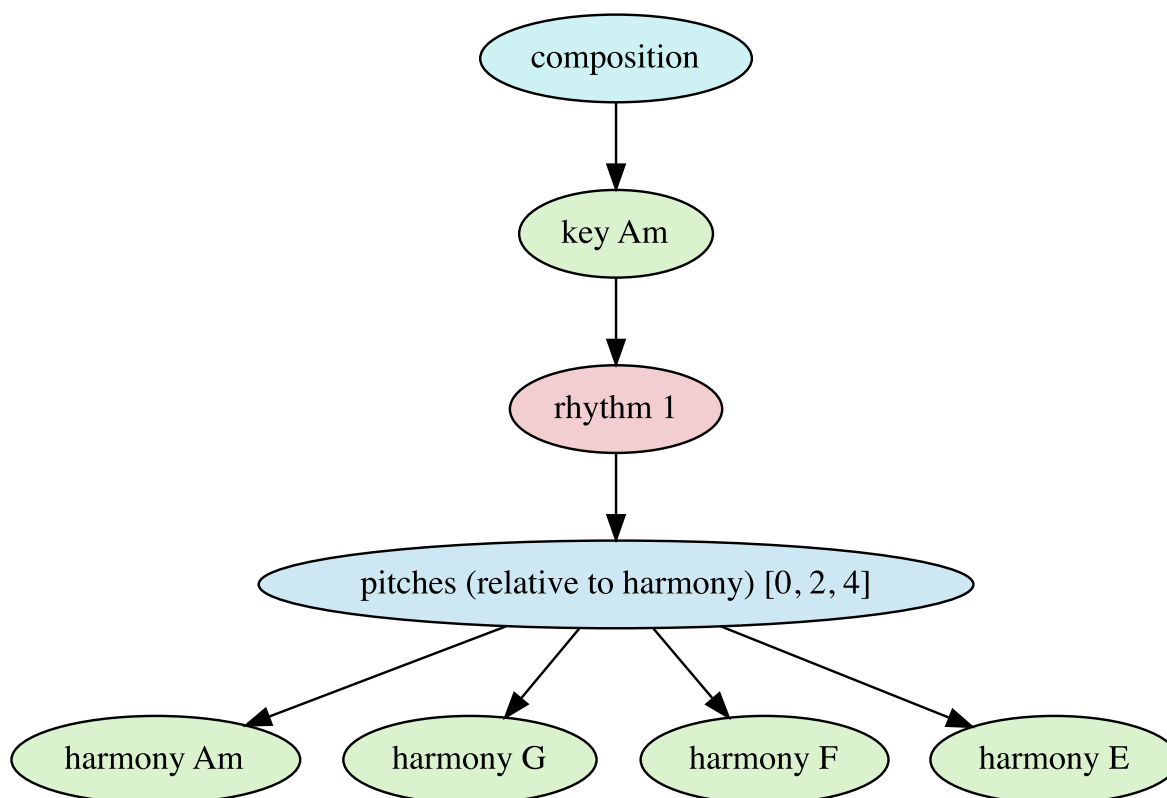 composition
key Am
rhythm 1
pitches (relative to harmony) [0, 2, 4]
harmony Am
harmony G
harmony F
harmony E